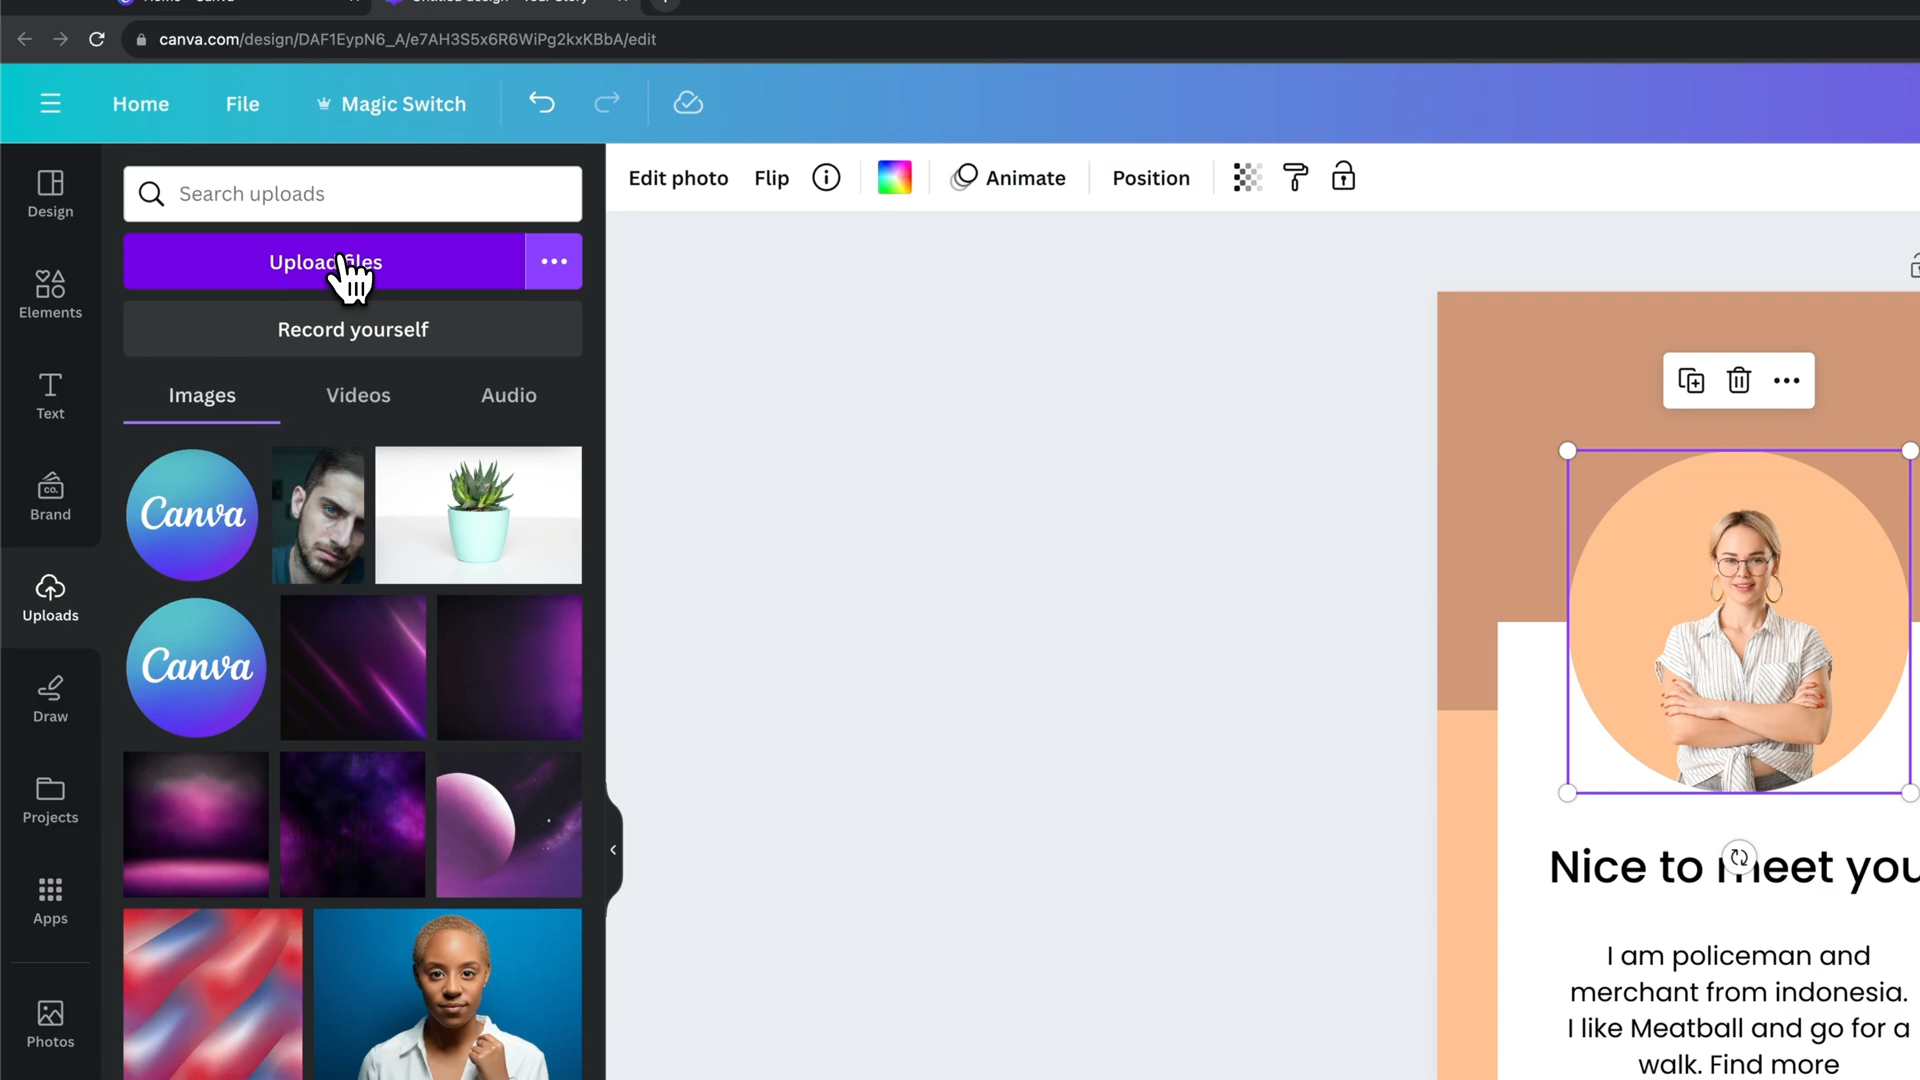 canva.com/design/DAF1EypN6_A/e7AH3S5x6R6WiPg2kxKBbA/edit
Home
File
Magic Switch
Design
Elements
Text
CO.
Brand
Uploads
Draw
Projects
Apps
Photos
Search uploads
Upload files
Record yourself
Images
Videos
Audio
Canva
Canva
Edit photo
Flip
Animate
Position
Nice to meet you
I am policeman and
merchant from indonesia.
I like Meatball and go for a
walk. Find more